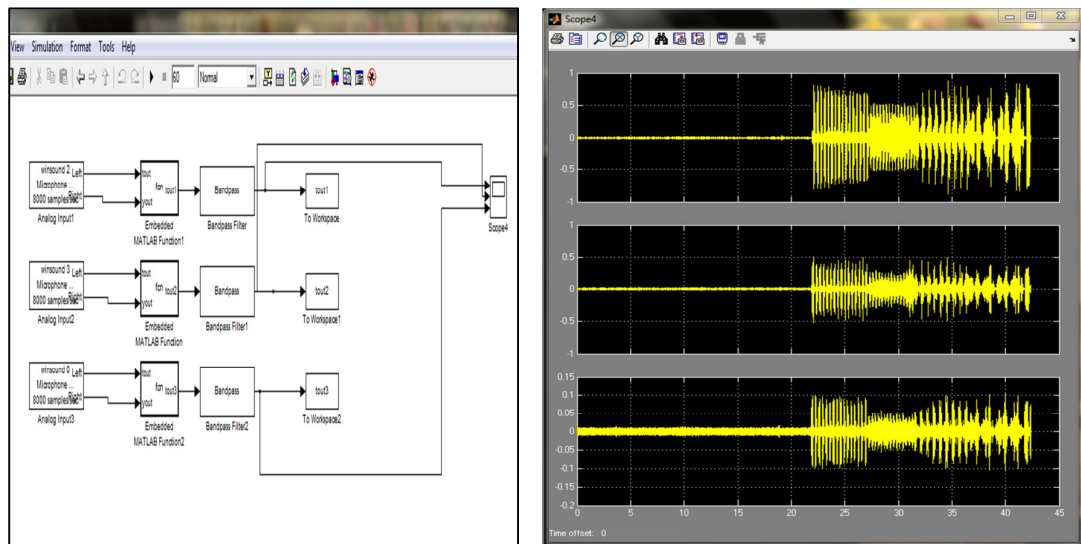 View Simulation Format Tools Help
60 Normal
winsound 2 Left
Microphone ...
Right
8000 samples/sec
Analog Input1
tout
fcn tout1
yout
Embedded
MATLAB Function1
Bandpass
Bandpass Filter
tout1
To Workspace
Scope4
winsound 3 Left
Microphone ...
Right
8000 samples/sec
Analog Input2
tout
fcn tout2
yout
Embedded
MATLAB Function
Bandpass
Bandpass Filter1
tout2
To Workspace1
winsound 0 Left
Microphone ...
Right
8000 samples/sec
Analog Input3
tout
fcn tout3
yout
Embedded
MATLAB Function2
Bandpass
Bandpass Filter2
tout3
To Workspace2
Scope4
1
0.5
0
-0.5
-1
1
0.5
0
-0.5
-1
0.15
0.1
0.05
0
-0.05
-0.1
-0.15
-0.2
0 5 10 15 20 25 30 35 40 45
Time offset: 0